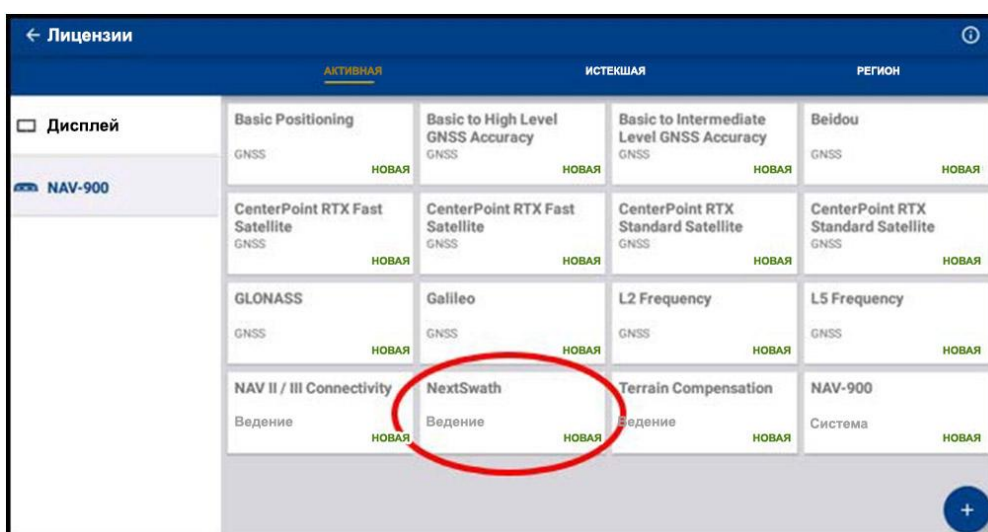 ← Лицензии
АКТИВНАЯ ИСТЕКШАЯ РЕГИОН
Дисплей
NAV-900
Basic Positioning
GNSS
НОВАЯ
Basic to High Level
GNSS Accuracy
GNSS
НОВАЯ
Basic to Intermediate
Level GNSS Accuracy
GNSS
НОВАЯ
Beidou
GNSS
НОВАЯ
CenterPoint RTX Fast
Satellite
GNSS
НОВАЯ
CenterPoint RTX Fast
Satellite
GNSS
НОВАЯ
CenterPoint RTX
Standard Satellite
GNSS
НОВАЯ
CenterPoint RTX
Standard Satellite
GNSS
НОВАЯ
GLONASS
GNSS
НОВАЯ
Galileo
GNSS
НОВАЯ
L2 Frequency
GNSS
НОВАЯ
L5 Frequency
GNSS
НОВАЯ
NAV II / III Connectivity
Ведение
НОВАЯ
NextSwath
Ведение
НОВАЯ
Terrain Compensation
Ведение
НОВАЯ
NAV-900
Система
НОВАЯ
+